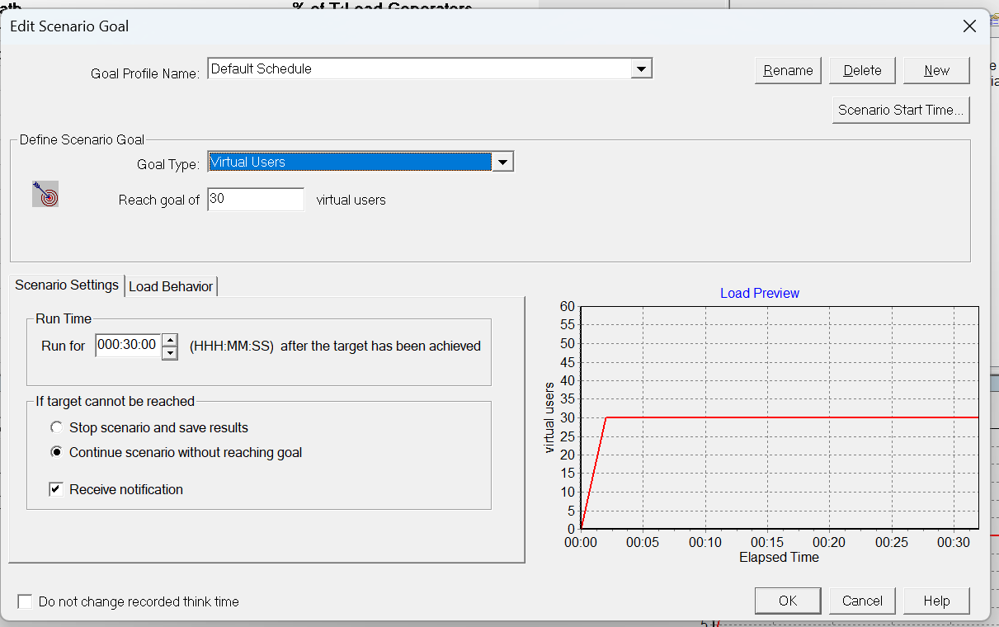 % of T
Load Generators
Edit Scenario Goal
Goal Profile Name: Default Schedule
Rename Delete New
Scenario Start Time...
Define Scenario Goal
Goal Type: Virtual Users
Reach goal of 30 virtual users
Scenario Settings Load Behavior
Run Time
Run for 000:30:00 (HHH:MM:SS) after the target has been achieved
If target cannot be reached
Stop scenario and save results
Continue scenario without reaching goal
Receive notification
Load Preview
virtual users
60
55
50
45
40
35
30
25
20
15
10
5
0
00:00 00:05 00:10 00:15 00:20 00:25 00:30
Elapsed Time
Do not change recorded think time
OK Cancel Help